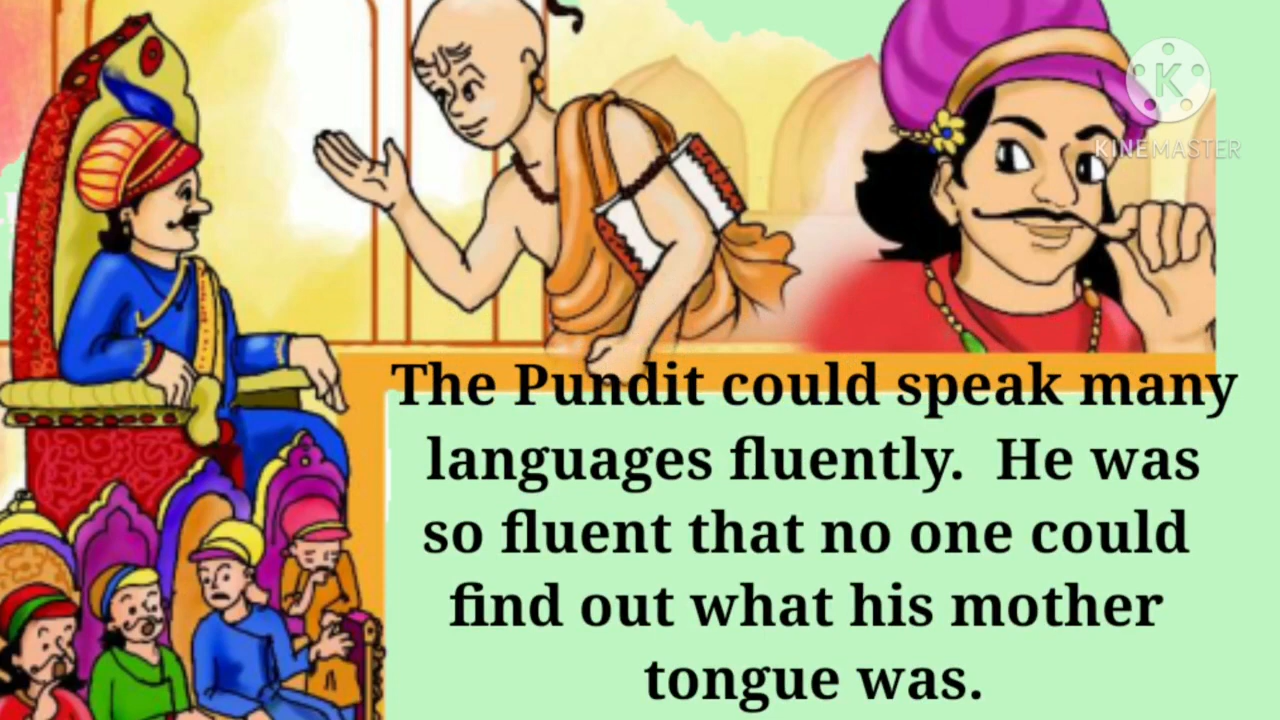 K
KINEMASTER
The Pundit could speak many
languages fluently.  He was
so fluent that no one could
find out what his mother
tongue was.